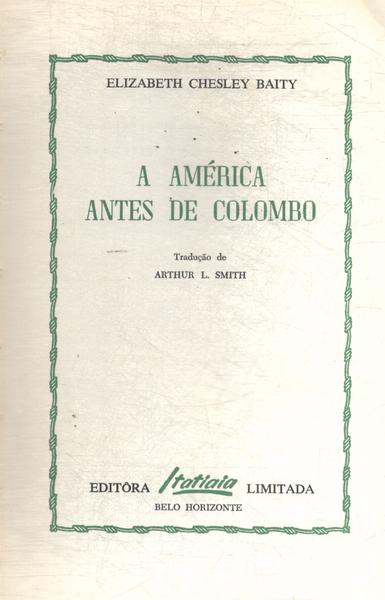 ELIZABETH CHESLEY BAITY
A AMÉRICA
ANTES DE COLOMBO
Tradução de
ARTHUR L. SMITH
EDITÔRA Itatiaia LIMITADA
BELO HORIZONTE